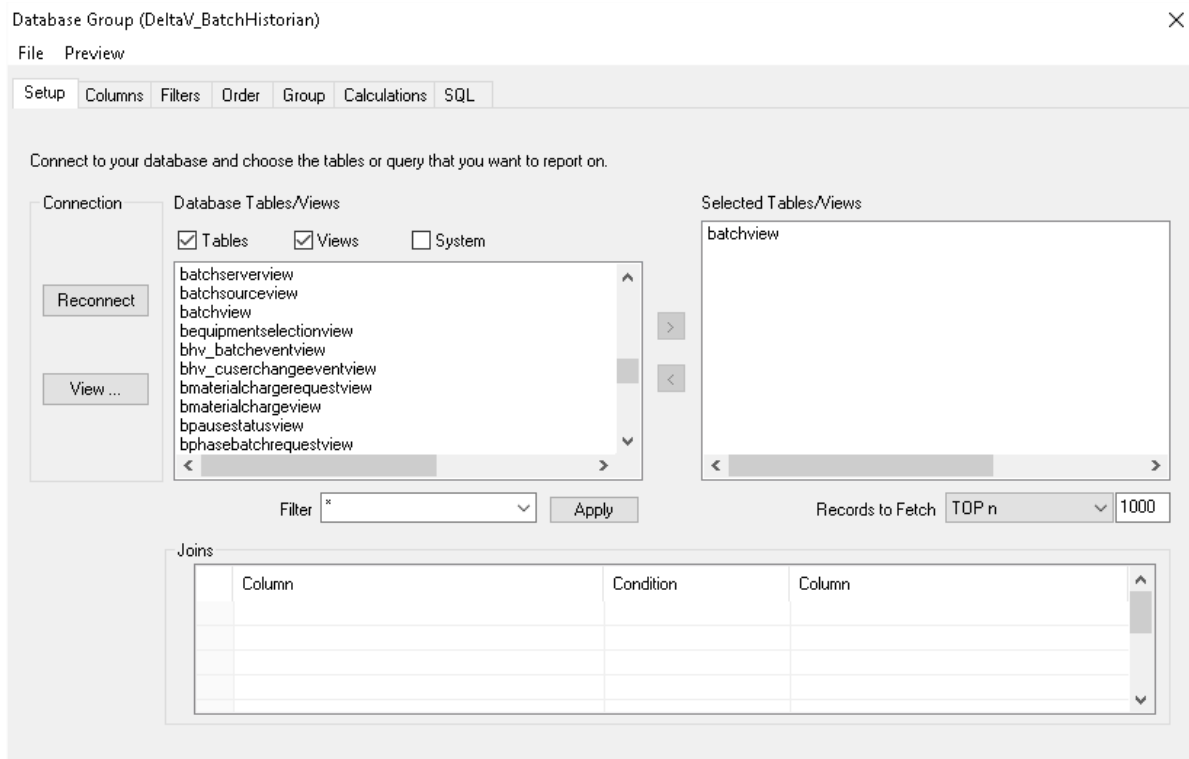 Database Group (DeltaV_BatchHistorian)
File Preview
Setup Columns Filters Order Group Calculations SQL
Connect to your database and choose the tables or query that you want to report on.
Connection Database Tables/Views Selected Tables/Views
Tables Views System
batchview
batchserverview
batchsourceview
batchview
bequipmentselectionview
bhv_batcheventview
bhv_cuserchangeeventview
bmaterialchargerequestview
bmaterialchargeview
bpausestatusview
bphasebatchrequestview
Reconnect
View ...
>
<
Filter * Apply Records to Fetch TOP n 1000
Joins
Column Condition Column